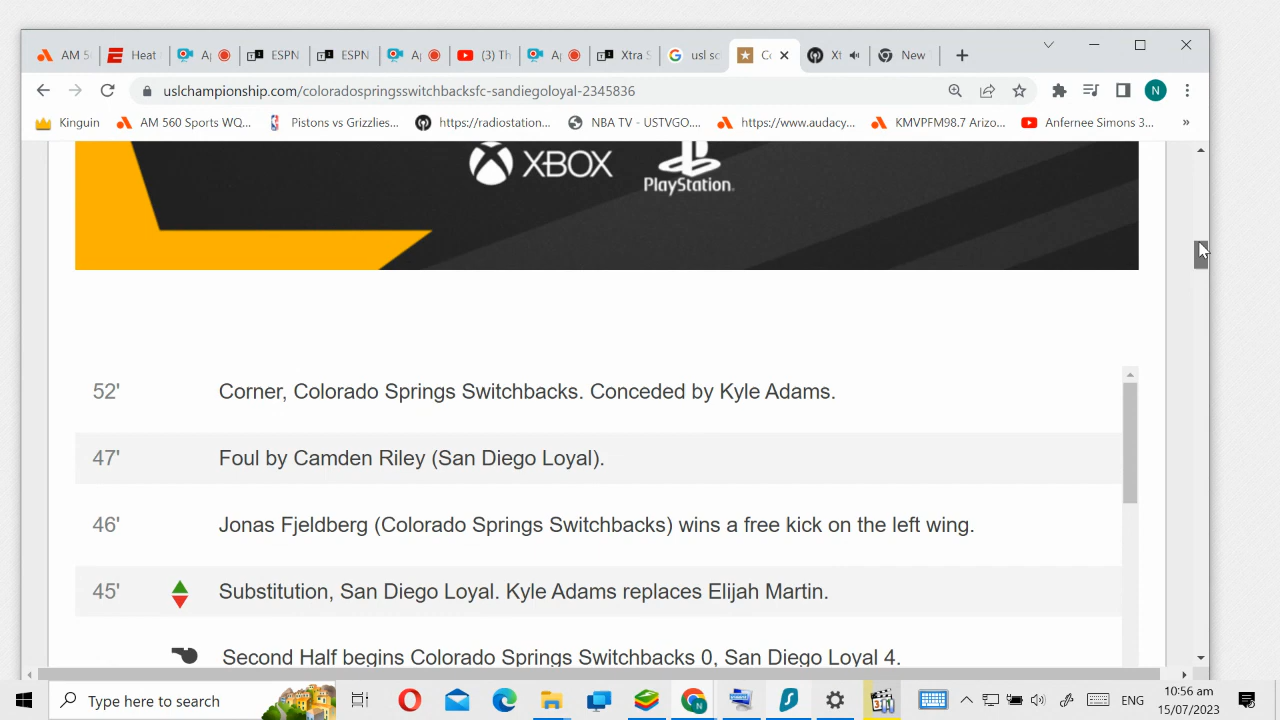 AM 5
Heat
Ap
ESPN
ESPN
Ap
(3) Th
Ap
Xtra S
usl sc
Co
Xt
New
uslchampionship.com/coloradospringsswitchbacksfc-sandiegoloyal-2345836
N
Kinguin
AM 560 Sports WQ...
Pistons vs Grizzlies...
https://radiostation...
NBA TV - USTVGO....
https://www.audacy...
KMVPFM98.7 Arizo...
Anfernee Simons 3...
»
XBOX
PlayStation.
52' Corner, Colorado Springs Switchbacks. Conceded by Kyle Adams.
47' Foul by Camden Riley (San Diego Loyal).
46' Jonas Fjeldberg (Colorado Springs Switchbacks) wins a free kick on the left wing.
45' Substitution, San Diego Loyal. Kyle Adams replaces Elijah Martin.
Second Half begins Colorado Springs Switchbacks 0, San Diego Loyal 4.
Type here to search
ENG
10:56 am
15/07/2023